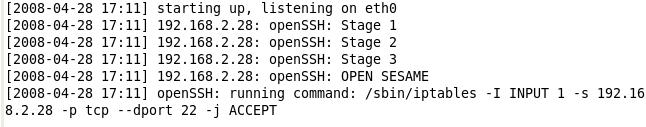 [2008-04-28 17:11] starting up, listening on eth0
[2008-04-28 17:11] 192.168.2.28: openSSH: Stage 1
[2008-04-28 17:11] 192.168.2.28: openSSH: Stage 2
[2008-04-28 17:11] 192.168.2.28: openSSH: Stage 3
[2008-04-28 17:11] 192.168.2.28: openSSH: OPEN SESAME
[2008-04-28 17:11] openSSH: running command: /sbin/iptables -I INPUT 1 -s 192.16
8.2.28 -p tcp --dport 22 -j ACCEPT